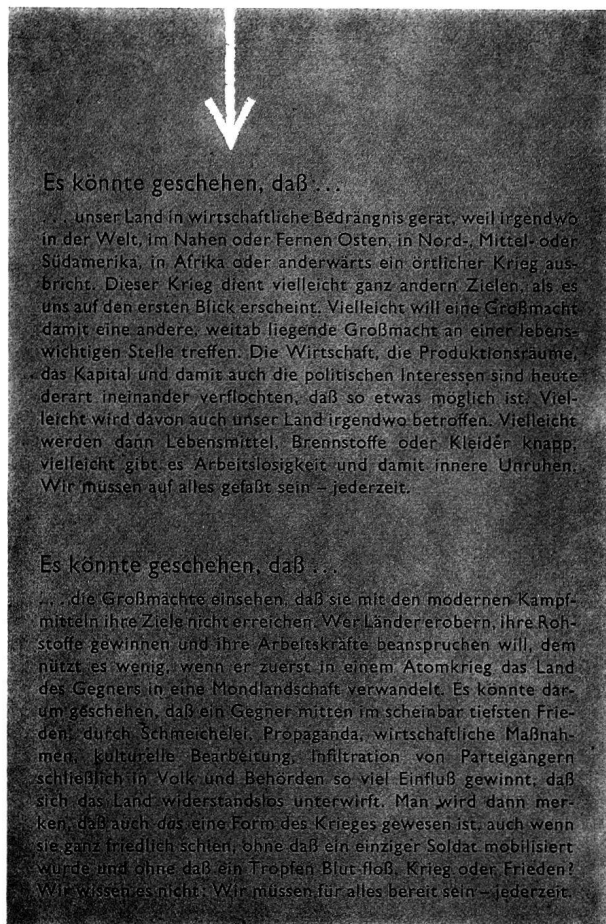 Es könnte geschehen, daß ...
... unser Land in wirtschaftliche Bedrängnis gerät, weil irgendwo
in der Welt, im Nahen oder Fernen Osten, in Nord-, Mittel- oder
Südamerika, in Afrika oder anderwärts ein örtlicher Krieg aus-
bricht. Dieser Krieg dient vielleicht ganz andern Zielen, als es
uns auf den ersten Blick erscheint. Vielleicht will eine Großmacht
damit eine andere, weitab liegende Großmacht an einer lebens-
wichtigen Stelle treffen. Die Wirtschaft, die Produktionsräume,
das Kapital und damit auch die politischen Interessen sind heute
derart ineinander verflochten, daß so etwas möglich ist. Viel-
leicht wird davon auch unser Land irgendwo betroffen. Vielleicht
werden dann Lebensmittel, Brennstoffe oder Kleider knapp,
vielleicht gibt es Arbeitslosigkeit und damit innere Unruhen.
Wir müssen auf alles gefaßt sein – jederzeit.
Es könnte geschehen, daß ...
... die Großmächte einsehen, daß sie mit den modernen Kampf-
mitteln ihre Ziele nicht erreichen. Wer Länder erobern, ihre Roh-
stoffe gewinnen und ihre Arbeitskräfte beanspruchen will, dem
nützt es wenig, wenn er zuerst in einem Atomkrieg das Land
des Gegners in eine Mondlandschaft verwandelt. Es könnte dar-
um geschehen, daß ein Gegner mitten im scheinbar tiefsten Frie-
den, durch Schmeichelei, Propaganda, wirtschaftliche Maßnah-
men, kulturelle Bearbeitung, Infiltration von Parteigängern
schließlich in Volk und Behörden so viel Einfluß gewinnt, daß
sich das Land widerstandslos unterwirft. Man wird dann mer-
ken, daß auch das eine Form des Krieges gewesen ist, auch wenn
sie ganz friedlich schien, ohne daß ein einziger Soldat mobilisiert
wurde und ohne daß ein Tropfen Blut floß. Krieg oder Frieden?
Wir wissen es nicht. Wir müssen für alles bereit sein – jederzeit.